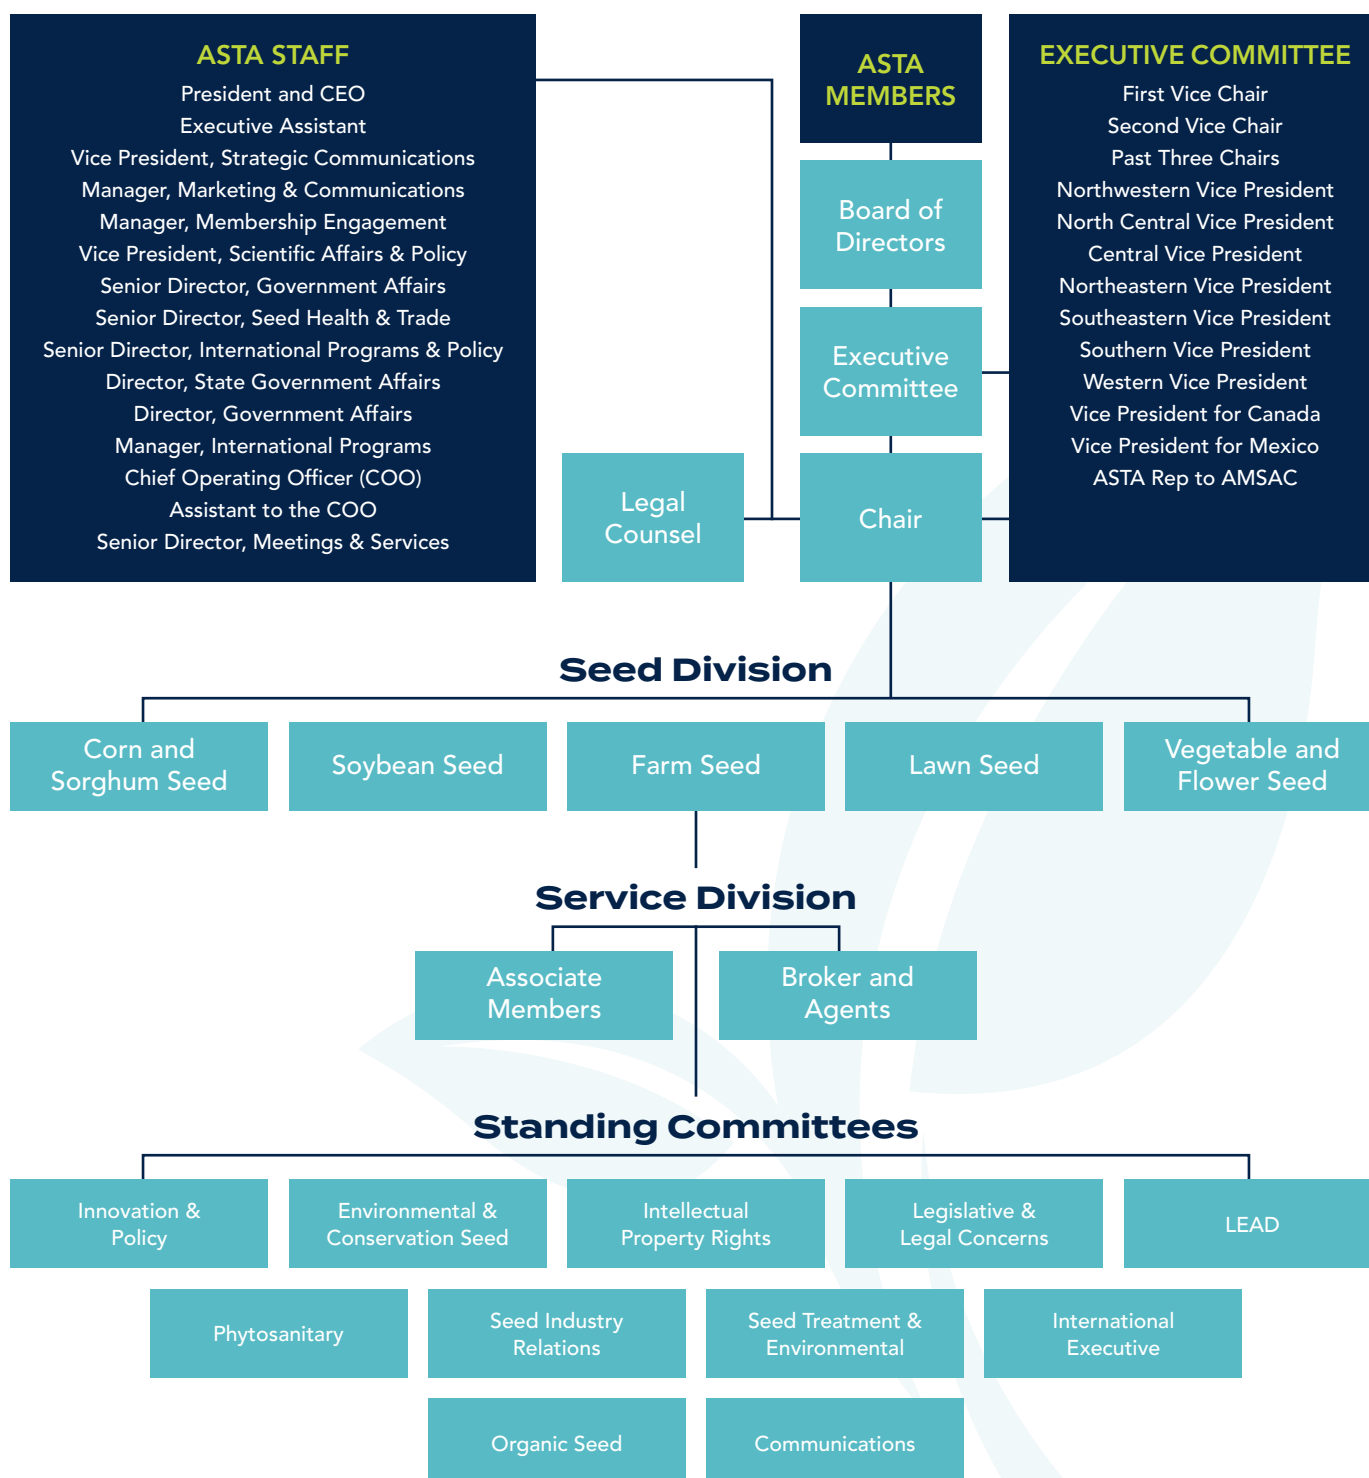 ASTA STAFF
President and CEO
Executive Assistant
Vice President, Strategic Communications
Manager, Marketing & Communications
Manager, Membership Engagement
Vice President, Scientific Affairs & Policy
Senior Director, Government Affairs
Senior Director, Seed Health & Trade
Senior Director, International Programs & Policy
Director, State Government Affairs
Director, Government Affairs
Manager, International Programs
Chief Operating Officer (COO)
Assistant to the COO
Senior Director, Meetings & Services
ASTA
MEMBERS
Board of
Directors
Executive
Committee
Legal
Counsel
Chair
EXECUTIVE COMMITTEE
First Vice Chair
Second Vice Chair
Past Three Chairs
Northwestern Vice President
North Central Vice President
Central Vice President
Northeastern Vice President
Southeastern Vice President
Southern Vice President
Western Vice President
Vice President for Canada
Vice President for Mexico
ASTA Rep to AMSAC
Seed Division
Corn and
Sorghum Seed
Soybean Seed
Farm Seed
Lawn Seed
Vegetable and
Flower Seed
Service Division
Associate
Members
Broker and
Agents
Standing Committees
Innovation &
Policy
Environmental &
Conservation Seed
Intellectual
Property Rights
Legislative &
Legal Concerns
LEAD
Phytosanitary
Seed Industry
Relations
Seed Treatment &
Environmental
International
Executive
Organic Seed
Communications